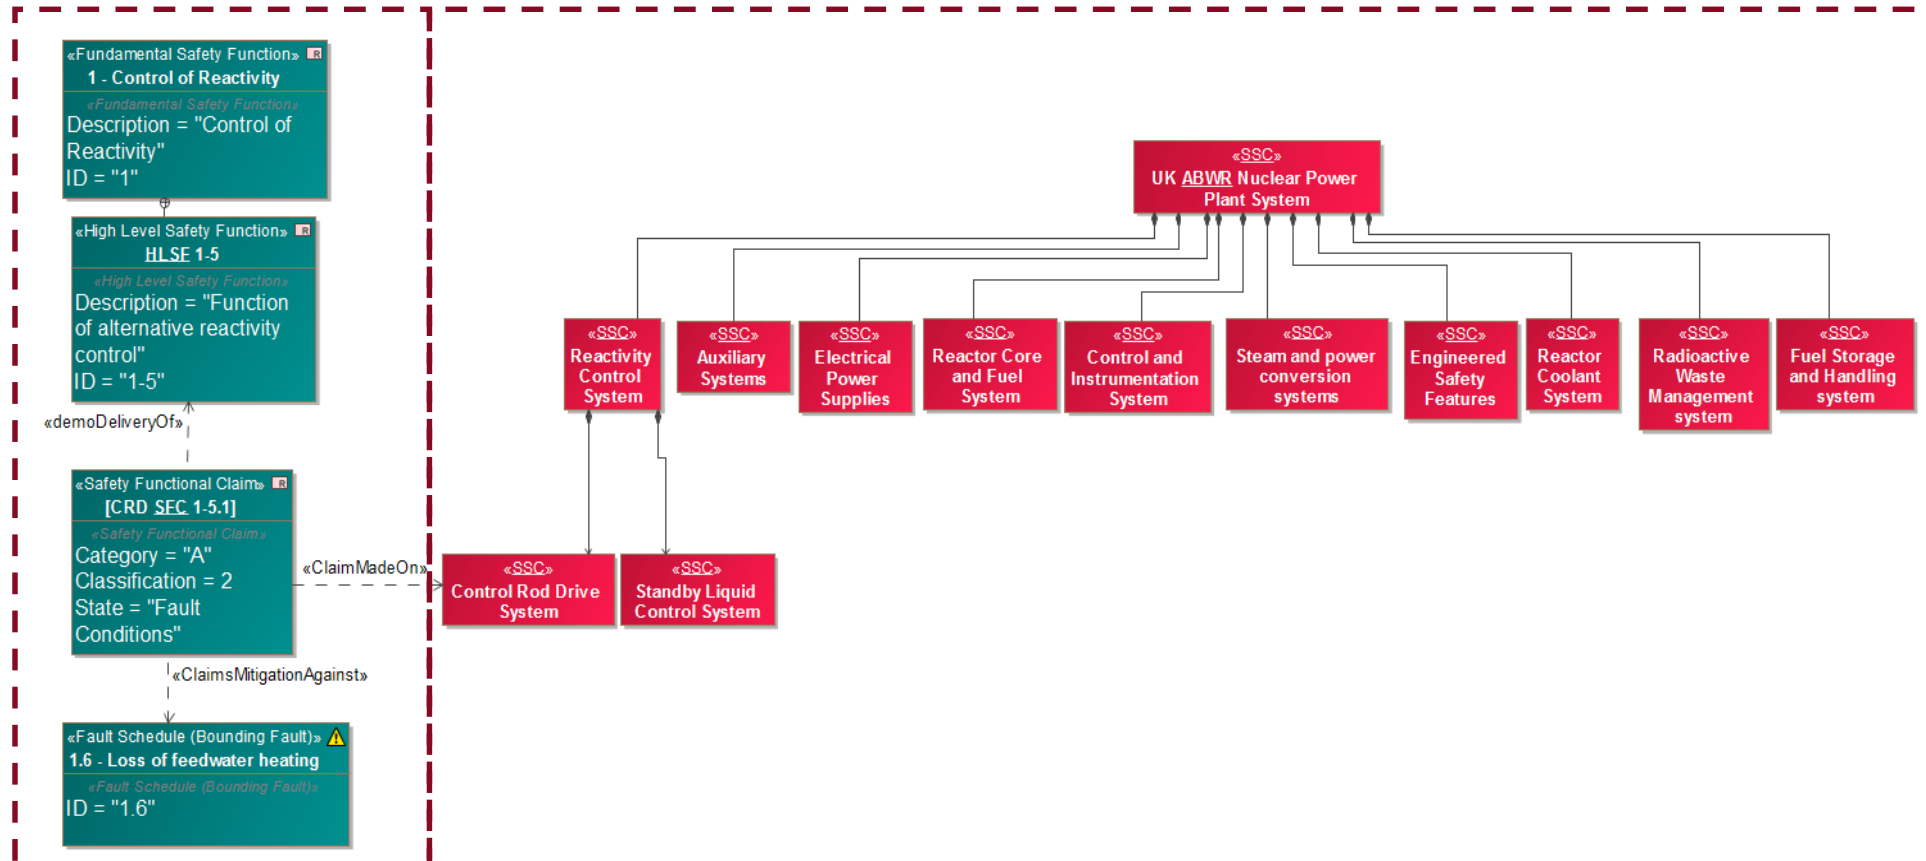 «Fundamental Safety Function» R
1 - Control of Reactivity
«Fundamental Safety Function»
Description = "Control of
Reactivity"
ID = "1"
«High Level Safety Function» R
HLSF 1-5
«High Level Safety Function»
Description = "Function
of alternative reactivity
control"
ID = "1-5"
«demoDeliveryOf»
«Safety Functional Claim» R
[CRD SFC 1-5.1]
«Safety Functional Claim»
Category = "A"
Classification = 2
State = "Fault
Conditions"
«ClaimMadeOn»
«ClaimsMitigationAgainst»
«Fault Schedule (Bounding Fault)»
1.6 - Loss of feedwater heating
«Fault Schedule (Bounding Fault)»
ID = "1.6"
«SSC»
UK ABWR Nuclear Power
Plant System
«SSC»
Reactivity
Control
System
«SSC»
Auxiliary
Systems
«SSC»
Electrical
Power
Supplies
«SSC»
Reactor Core
and Fuel
System
«SSC»
Control and
Instrumentation
System
«SSC»
Steam and power
conversion
systems
«SSC»
Engineered
Safety
Features
«SSC»
Reactor
Coolant
System
«SSC»
Radioactive
Waste
Management
system
«SSC»
Fuel Storage
and Handling
system
«SSC»
Control Rod Drive
System
«SSC»
Standby Liquid
Control System